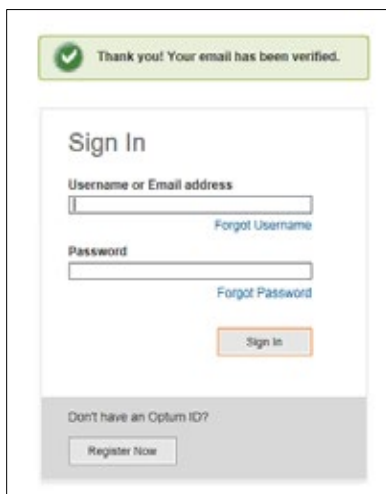 Thank you! Your email has been verified.
Sign In
Username or Email address
Forgot Username
Password
Forgot Password
Sign In
Don't have an Optum ID?
Register Now